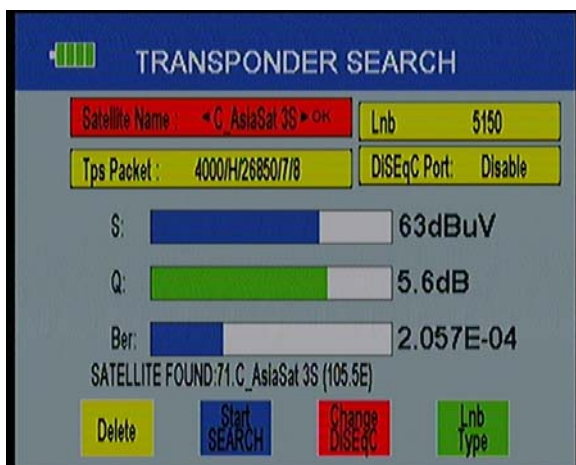 TRANSPONDER SEARCH
Satellite Name : ◄C_AsiaSat 3S► OK
Lnb 5150
Tps Packet : 4000/H/26850/7/8
DiSEqC Port: Disable
S: 63dBuV
Q: 5.6dB
Ber: 2.057E-04
SATELLITE FOUND:71.C_AsiaSat 3S (105.5E)
Delete
Start SEARCH
Change DiSEqC
Lnb Type